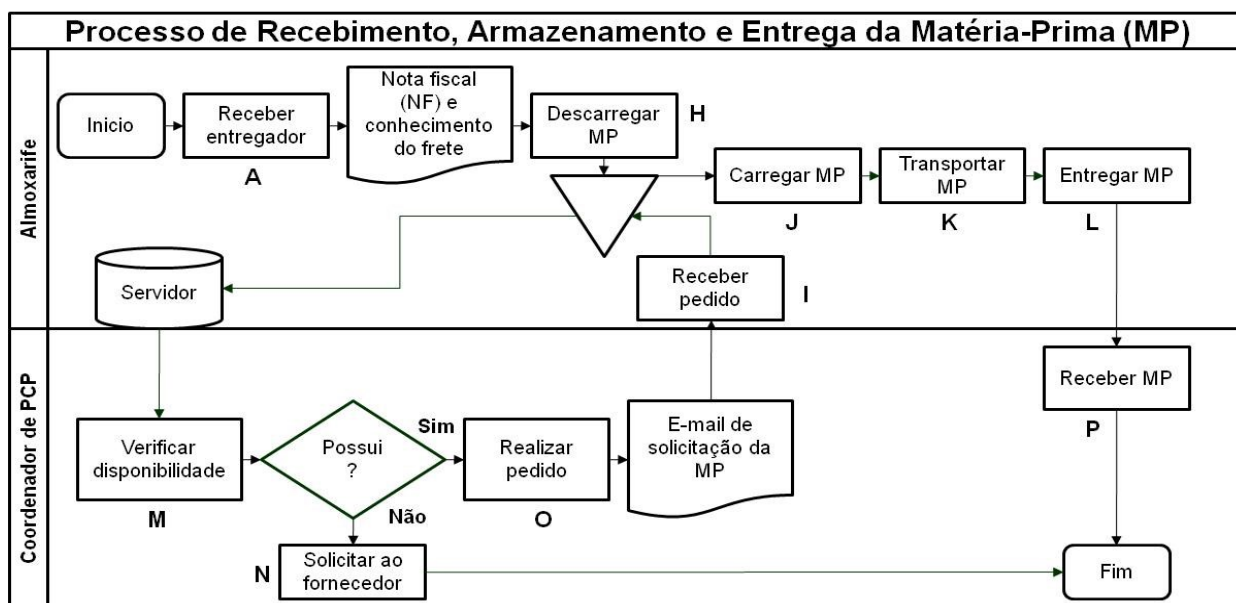 Processo de Recebimento, Armazenamento e Entrega da Matéria-Prima (MP)
Almoxarife
Inicio
Receber
entregador
A
Nota fiscal
(NF) e
conhecimento
do frete
Descarregar
MP
H
Carregar MP
J
Transportar
MP
K
Entregar MP
L
Servidor
Receber
pedido
I
Coordenador de PCP
Verificar
disponibilidade
M
Possui
?
Sim
Não
Realizar
pedido
O
E-mail de
solicitação da
MP
Receber MP
P
N
Solicitar ao
fornecedor
Fim